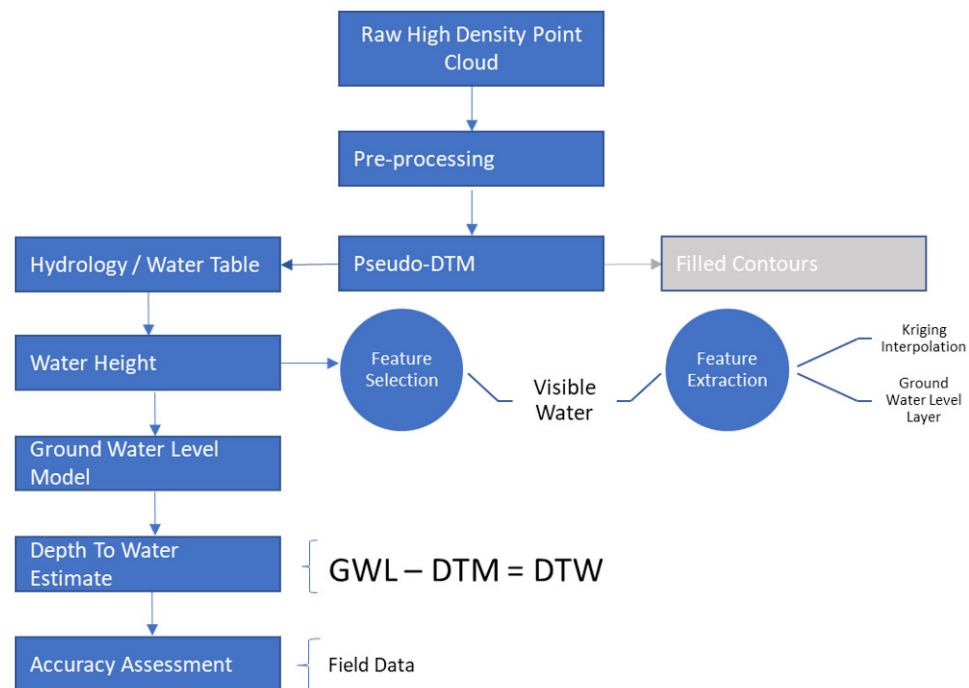 Raw High Density Point
Cloud
Pre-processing
Hydrology / Water Table
Pseudo-DTM
Filled Contours
Water Height
Feature
Selection
Visible
Water
Feature
Extraction
Kriging
Interpolation
Ground
Water Level
Layer
Ground Water Level
Model
Depth To Water
Estimate
GWL – DTM = DTW
Accuracy Assessment
Field Data